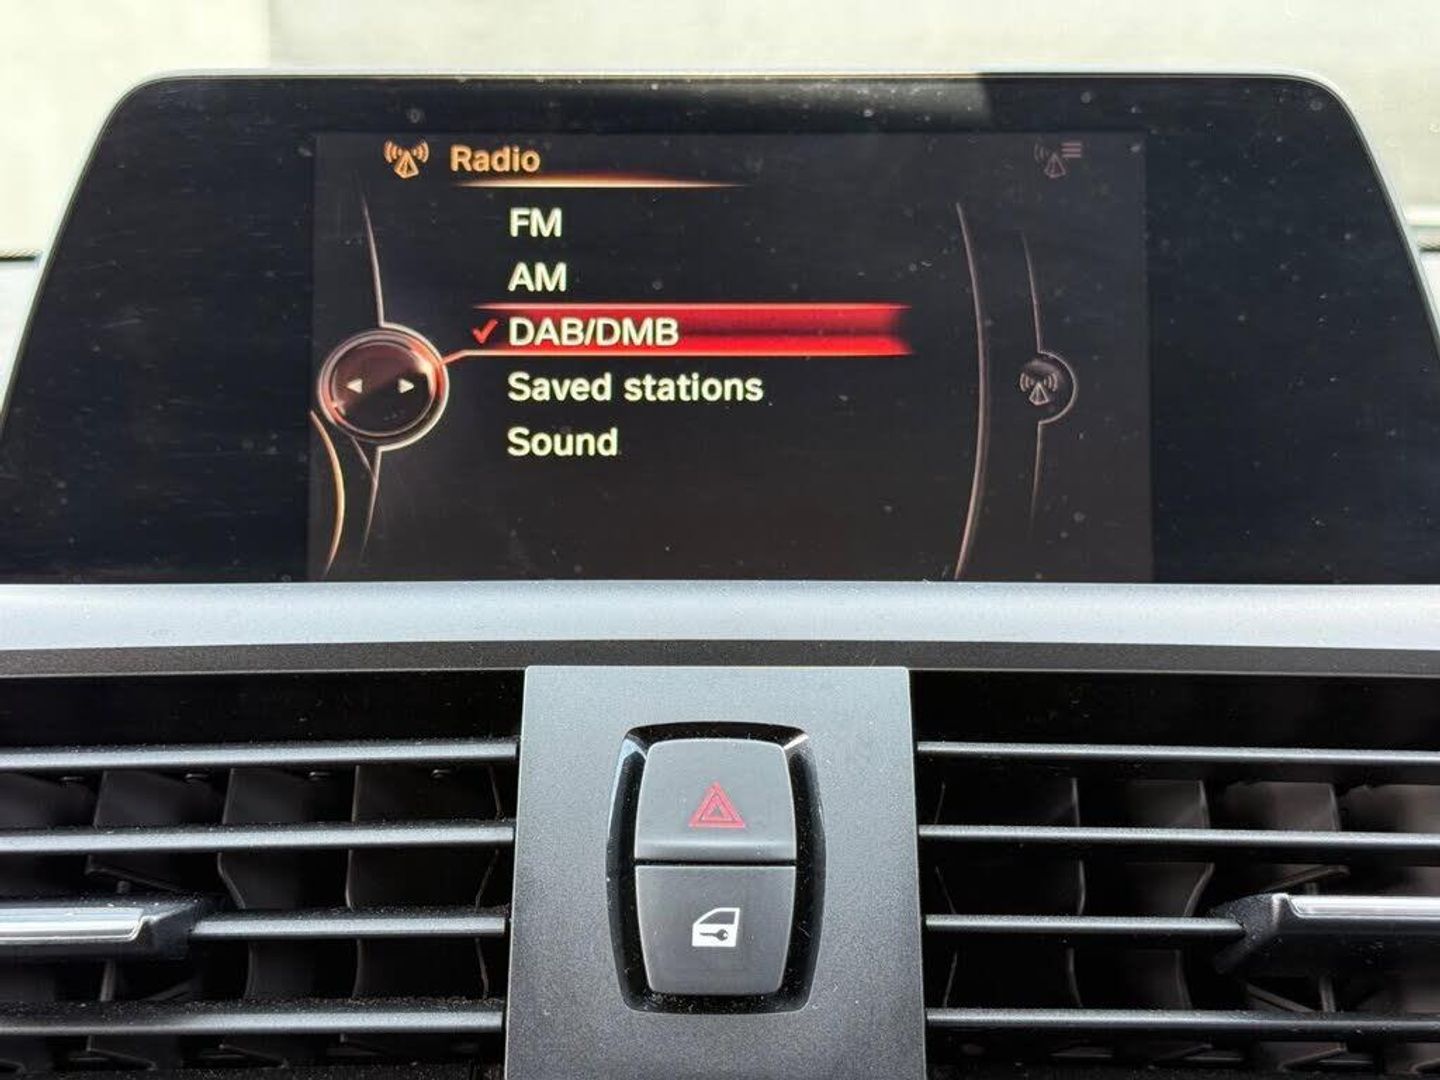 Radio
FM
AM
DAB/DMB
Saved stations
Sound